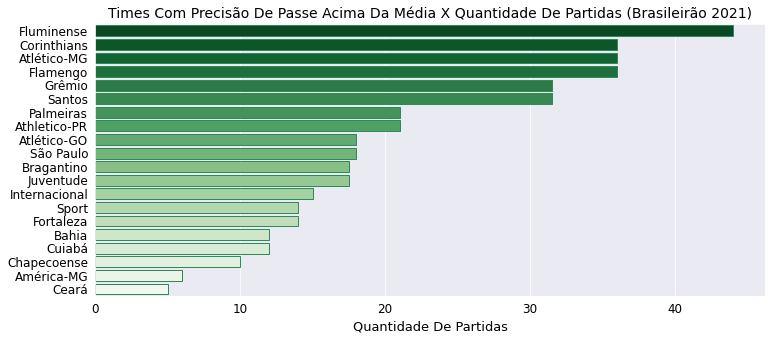 Times Com Precisão De Passe Acima Da Média X Quantidade De Partidas (Brasileirão 2021)
Fluminense
Corinthians
Atlético-MG
Flamengo
Grêmio
Santos
Palmeiras
Athletico-PR
Atlético-GO
São Paulo
Bragantino
Juventude
Internacional
Sport
Fortaleza
Bahia
Cuiabá
Chapecoense
América-MG
Ceará
0 10 20 30 40
Quantidade De Partidas